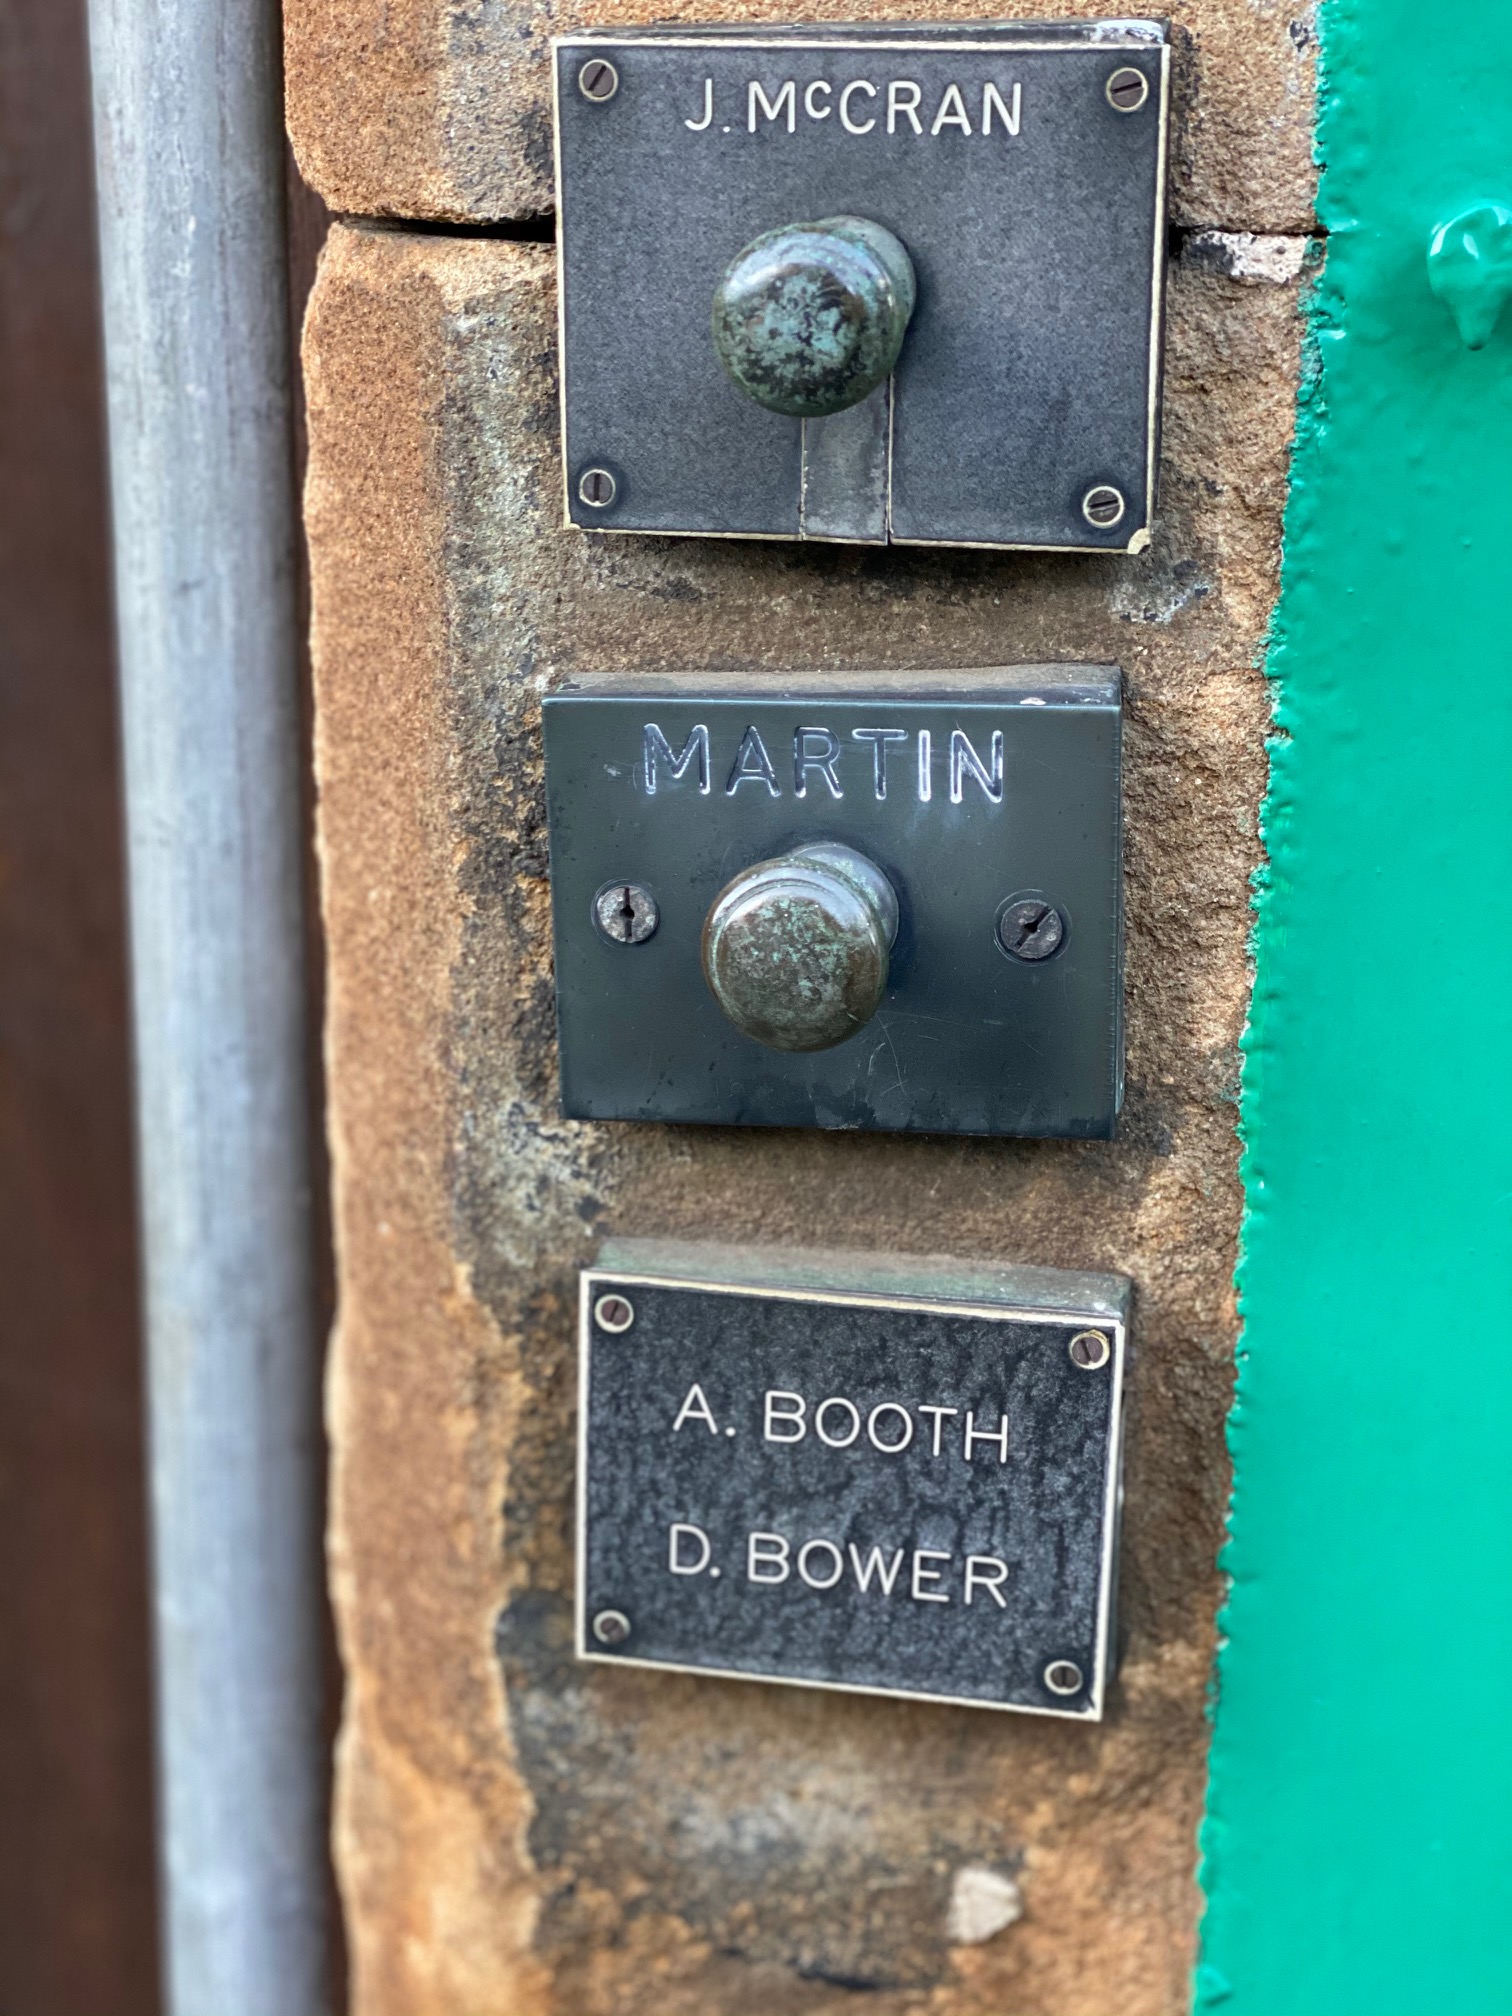 J. McCRAN
MARTIN
A. BOOTH
D. BOWER